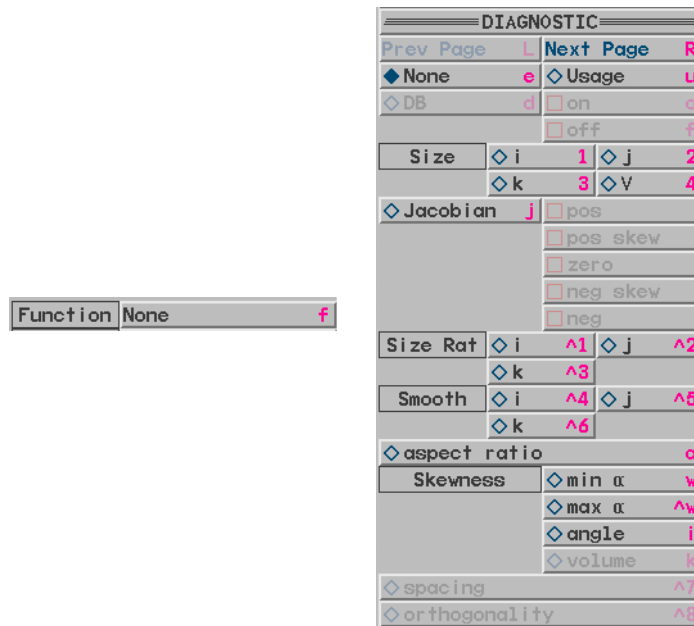 DIAGNOSTIC
Prev Page L Next Page R
None e Usage u
DB d on o
off f
Size i 1 j 2
k 3 V 4
Jacobian j pos
pos skew
zero
neg skew
Function None f
neg
Size Rat i ^1 j ^2
k ^3
Smooth i ^4 j ^5
k ^6
aspect ratio a
Skewness min α w
max α ^w
angle i
volume k
spacing ^7
orthogonality ^8